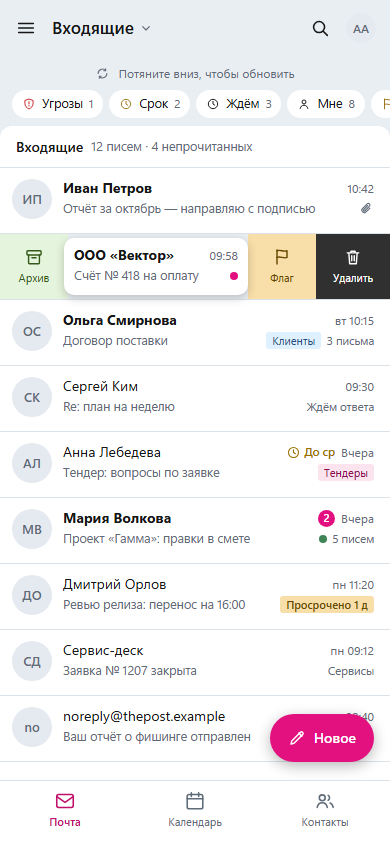 Входящие
АА
Потяните вниз, чтобы обновить
Угрозы 1
Срок 2
Ждём 3
Мне 8
Входящие 12 писем · 4 непрочитанных
ИП
Иван Петров 10:42
Отчёт за октябрь — направляю с подписью
Архив
ООО «Вектор» 09:58
Счёт № 418 на оплату
Флаг
Удалить
ОС
Ольга Смирнова вт 10:15
Договор поставки Клиенты 3 письма
СК
Сергей Ким 09:30
Re: план на неделю Ждём ответа
АЛ
Анна Лебедева До ср Вчера
Тендер: вопросы по заявке Тендеры
МВ
Мария Волкова 2 Вчера
Проект «Гамма»: правки в смете 5 писем
ДО
Дмитрий Орлов пн 11:20
Ревью релиза: перенос на 16:00 Просрочено 1 д
СД
Сервис-деск пн 09:12
Заявка № 1207 закрыта Сервисы
no
noreply@thepost.example
Ваш отчёт о фишинге отправлен
Новое
Почта
Календарь
Контакты